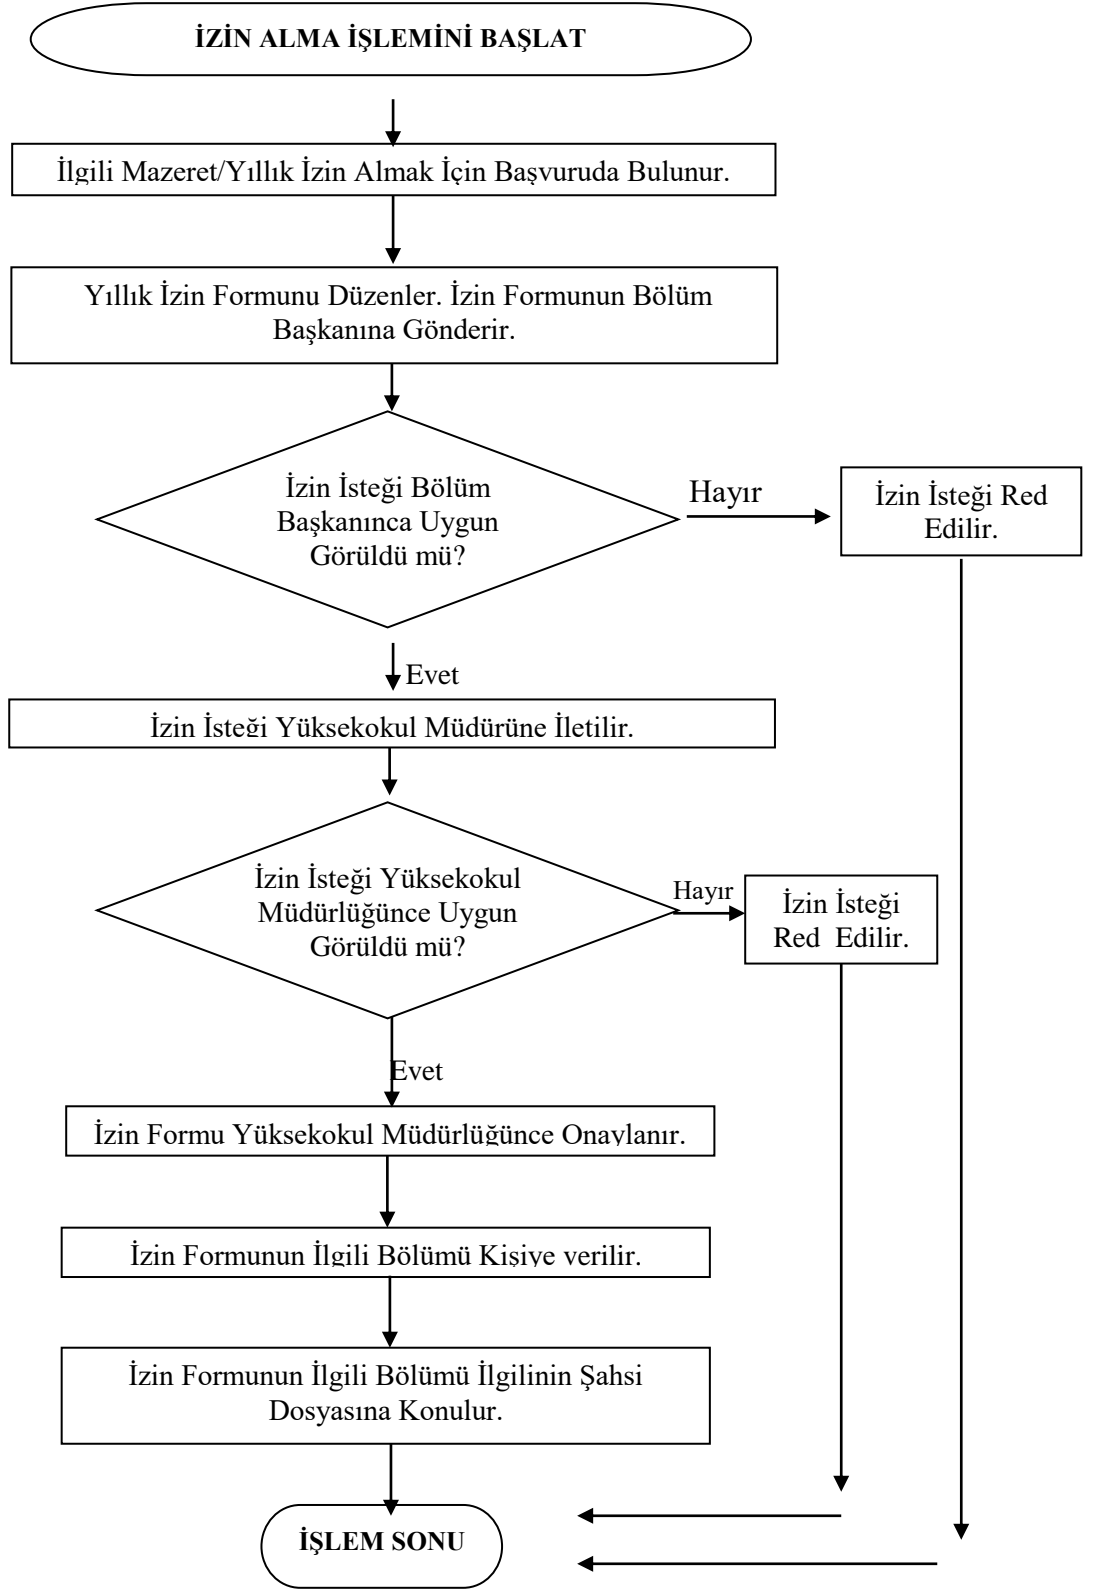 İZİN ALMA İŞLEMİNİ BAŞLAT
İlgili Mazeret/Yıllık İzin Almak İçin Başvuruda Bulunur.
Yıllık İzin Formunu Düzenler. İzin Formunun Bölüm
Başkanına Gönderir.
İzin İsteği Bölüm
Başkanınca Uygun
Görüldü mü?
Hayır
İzin İsteği Red
Edilir.
Evet
İzin İsteği Yüksekokul Müdürüne İletilir.
İzin İsteği Yüksekokul
Müdürlüğünce Uygun
Görüldü mü?
Hayır
İzin İsteği
Red  Edilir.
Evet
İzin Formu Yüksekokul Müdürlüğünce Onaylanır.
İzin Formunun İlgili Bölümü Kişiye verilir.
İzin Formunun İlgili Bölümü İlgilinin Şahsi
Dosyasına Konulur.
İŞLEM SONU